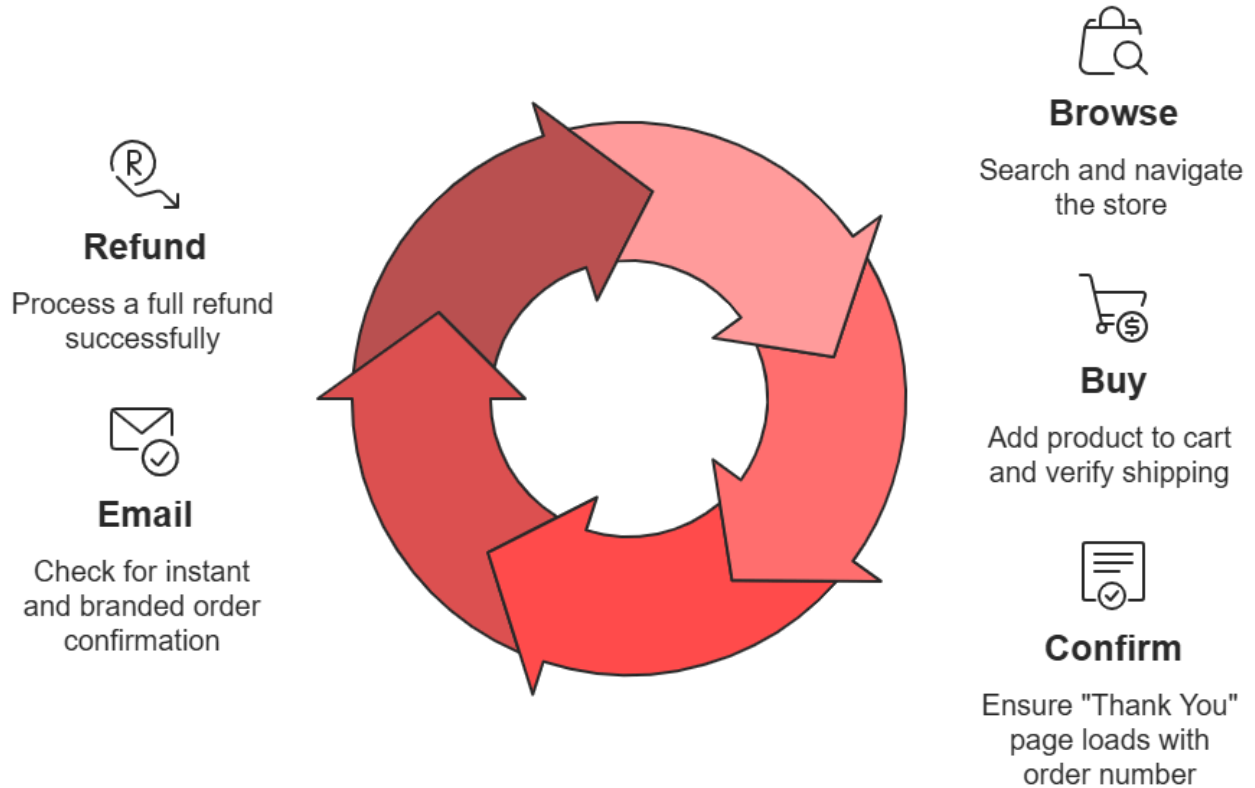 Browse
Search and navigate
the store
Buy
Add product to cart
and verify shipping
Confirm
Ensure "Thank You"
page loads with
order number
Email
Check for instant
and branded order
confirmation
R
Refund
Process a full refund
successfully